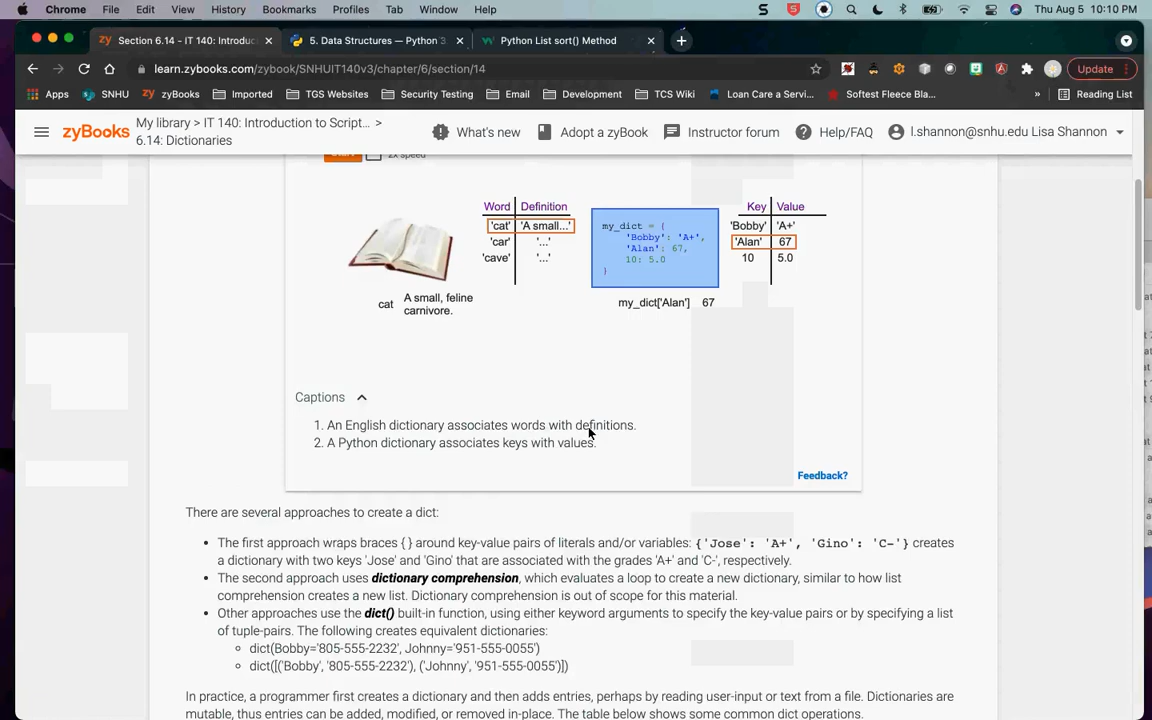 Chrome File Edit View History Bookmarks Profiles Tab Window Help Thu Aug 5 10:10 PM
Section 6.14 - IT 140: Introduc 5. Data Structures — Python 3 Python List sort() Method
learn.zybooks.com/zybook/SNHUIT140v3/chapter/6/section/14 Update
Apps SNHU zyBooks Imported TGS Websites Security Testing Email Development TCS Wiki Loan Care a Servi... Softest Fleece Bla... » Reading List
zyBooks My library > IT 140: Introduction to Script... >
6.14: Dictionaries
What's new Adopt a zyBook Instructor forum Help/FAQ l.shannon@snhu.edu Lisa Shannon
2x speed
Word Definition
'cat' 'A small...'
'car' '...'
'cave' '...'
cat A small, feline
carnivore.
my_dict = {
'Bobby': 'A+',
'Alan': 67,
10: 5.0
}
my_dict['Alan'] 67
Key Value
'Bobby' 'A+'
'Alan' 67
10 5.0
Captions
1. An English dictionary associates words with definitions.
2. A Python dictionary associates keys with values.
Feedback?
There are several approaches to create a dict:
• The first approach wraps braces { } around key-value pairs of literals and/or variables: {'Jose': 'A+', 'Gino': 'C-'} creates
a dictionary with two keys 'Jose' and 'Gino' that are associated with the grades 'A+' and 'C-', respectively.
• The second approach uses dictionary comprehension, which evaluates a loop to create a new dictionary, similar to how list
comprehension creates a new list. Dictionary comprehension is out of scope for this material.
• Other approaches use the dict() built-in function, using either keyword arguments to specify the key-value pairs or by specifying a list
of tuple-pairs. The following creates equivalent dictionaries:
dict(Bobby='805-555-2232', Johnny='951-555-0055')
dict([('Bobby', '805-555-2232'), ('Johnny', '951-555-0055')])
In practice, a programmer first creates a dictionary and then adds entries, perhaps by reading user-input or text from a file. Dictionaries are
mutable, thus entries can be added, modified, or removed in-place. The table below shows some common dict operations.